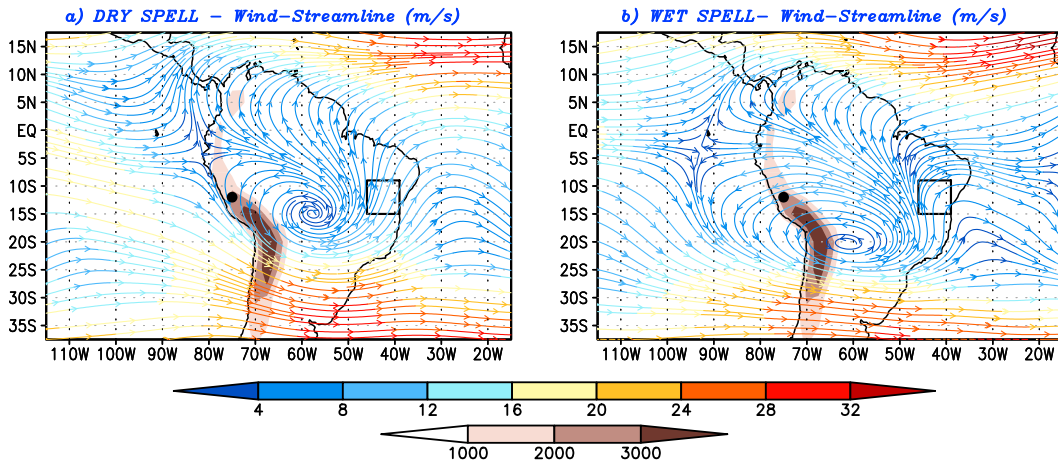 a) DRY SPELL – Wind-Streamline (m/s)
b) WET SPELL– Wind-Streamline (m/s)
15N
10N
5N
EQ
5S
10S
15S
20S
25S
30S
35S
110W 100W 90W 80W 70W 60W 50W 40W 30W 20W
15N
10N
5N
EQ
5S
10S
15S
20S
25S
30S
35S
110W 100W 90W 80W 70W 60W 50W 40W 30W 20W
4 8 12 16 20 24 28 32
1000 2000 3000